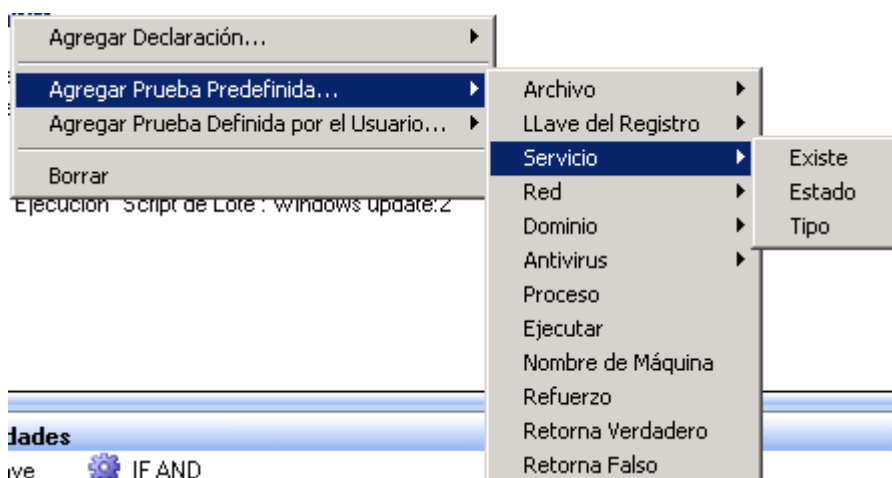 Agregar Declaración...
Agregar Prueba Predefinida...
Agregar Prueba Definida por el Usuario...
Borrar
Ejecución "Script de Lote": Windows update:2
Archivo
LLave del Registro
Servicio
Red
Dominio
Antivirus
Proceso
Ejecutar
Nombre de Máquina
Refuerzo
Retorna Verdadero
Retorna Falso
Existe
Estado
Tipo
dades
ave IF AND